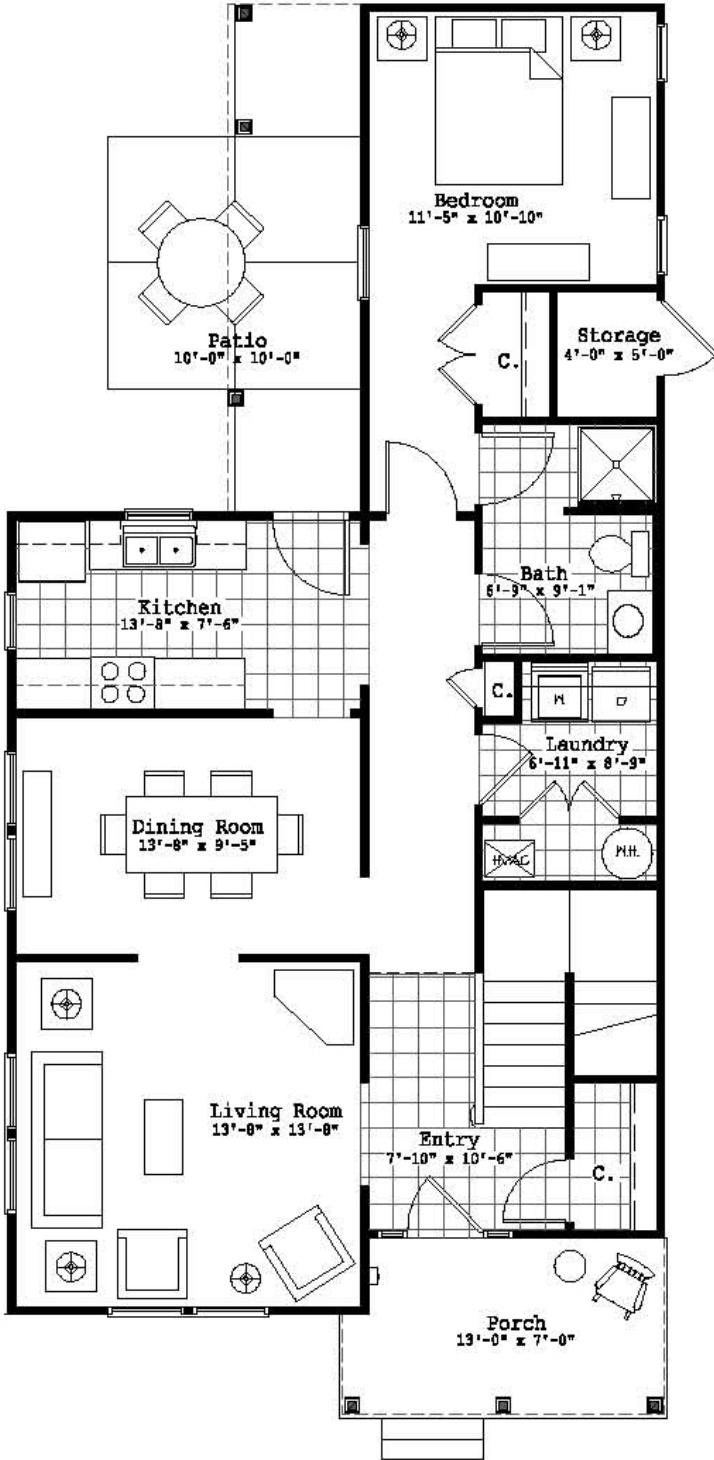 Bedroom
11'-5" x 10'-10"
Patio
10'-0" x 10'-0"
Storage
4'-0" x 5'-0"
C.
Bath
6'-9" x 9'-1"
Kitchen
13'-8" x 7'-6"
C.
W
D
Laundry
6'-11" x 8'-9"
Dining Room
13'-8" x 9'-5"
HVAC
W.H.
Living Room
13'-8" x 13'-8"
Entry
7'-10" x 10'-6"
C.
Porch
13'-0" x 7'-0"